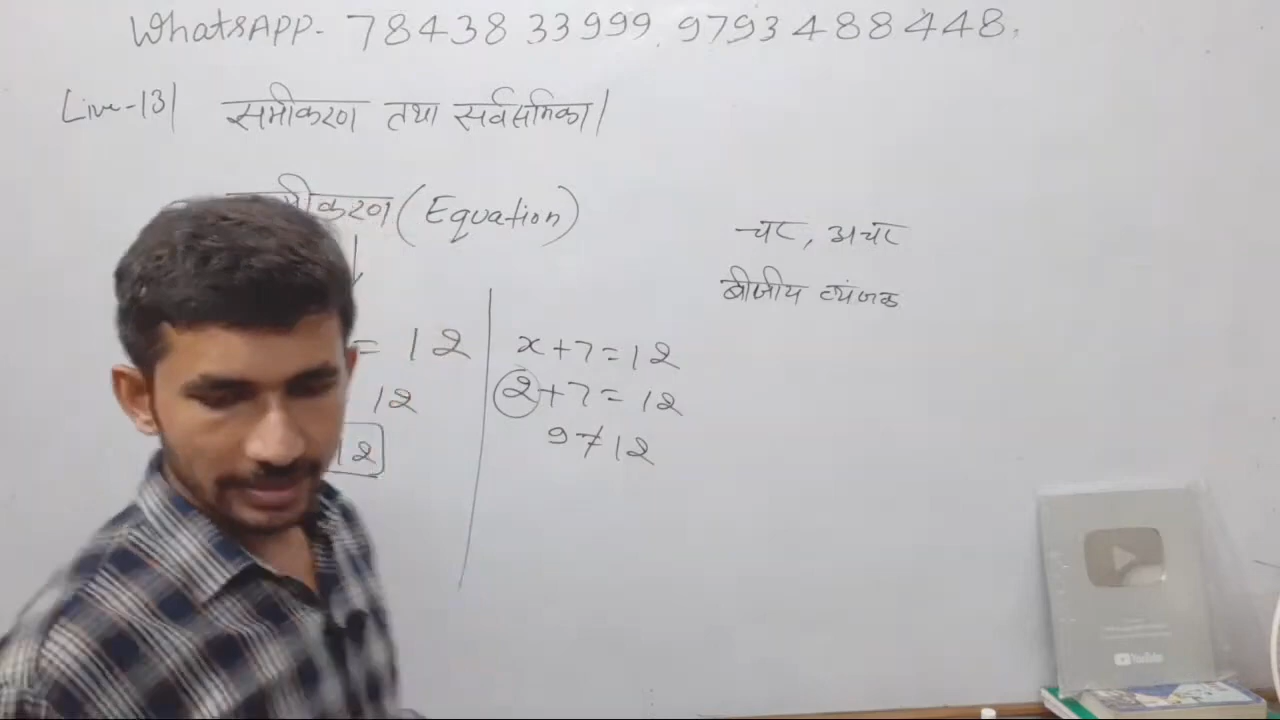 WhatsAPP- 7843833999, 9793488448.
Live-13| समीकरण तथा सर्वसमिका|
(Equation)
चर, अचर
बीजीय व्यंजक
= 12
12
12
x+7=12
2+7=12
9≠12
YouTube